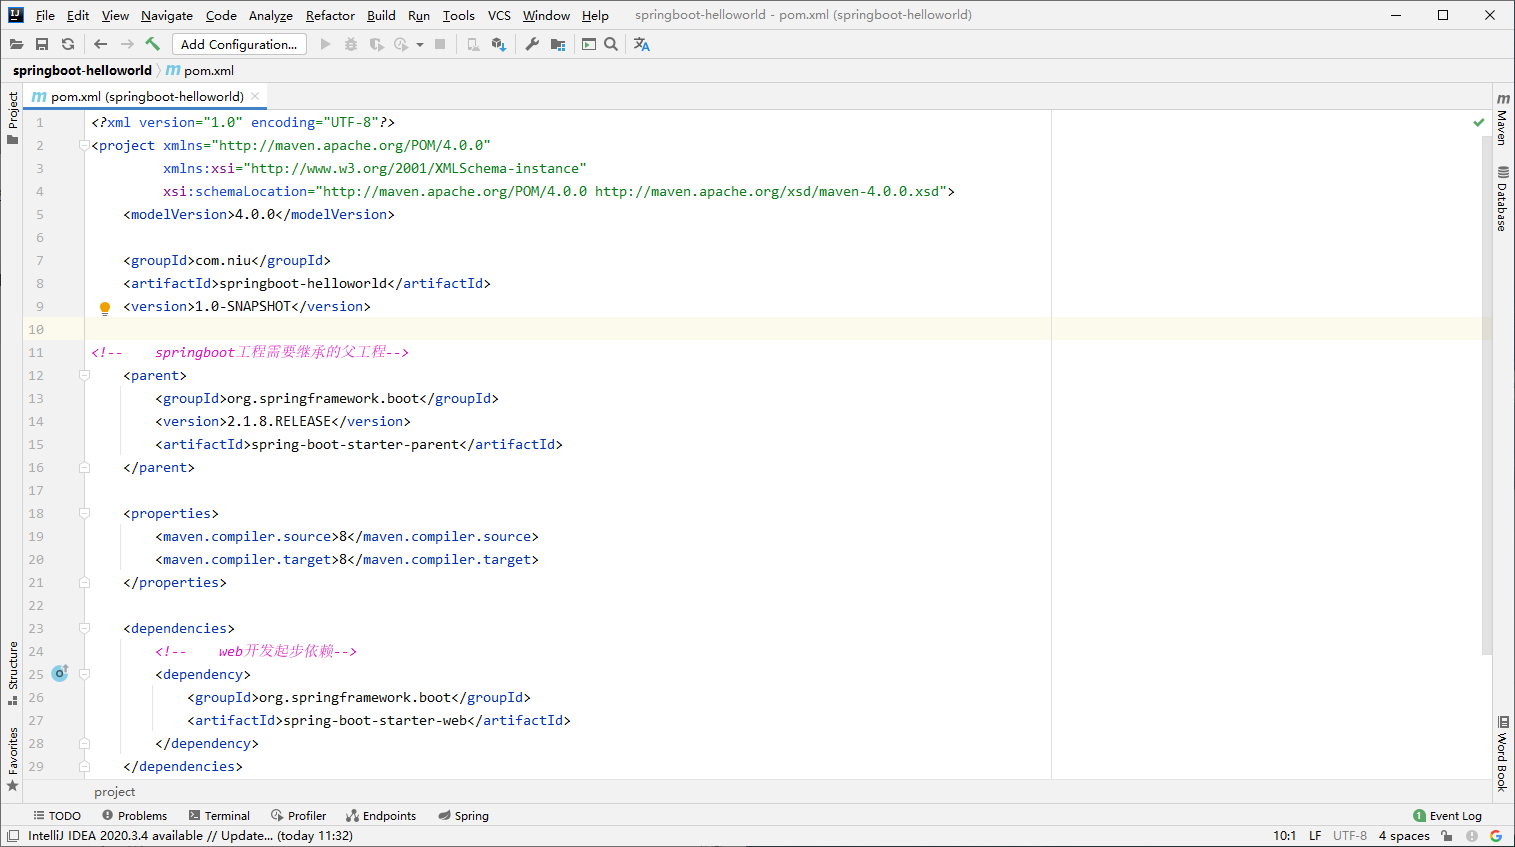 File Edit View Navigate Code Analyze Refactor Build Run Tools VCS Window Help springboot-helloworld - pom.xml (springboot-helloworld)
Add Configuration...
springboot-helloworld pom.xml
pom.xml (springboot-helloworld)
Project
Structure
Favorites
1 <?xml version="1.0" encoding="UTF-8"?>
2 <project xmlns="http://maven.apache.org/POM/4.0.0"
3 xmlns:xsi="http://www.w3.org/2001/XMLSchema-instance"
4 xsi:schemaLocation="http://maven.apache.org/POM/4.0.0 http://maven.apache.org/xsd/maven-4.0.0.xsd">
5 <modelVersion>4.0.0</modelVersion>
6
7 <groupId>com.niu</groupId>
8 <artifactId>springboot-helloworld</artifactId>
9 <version>1.0-SNAPSHOT</version>
10
11 <!-- springboot工程需要继承的父工程-->
12 <parent>
13 <groupId>org.springframework.boot</groupId>
14 <version>2.1.8.RELEASE</version>
15 <artifactId>spring-boot-starter-parent</artifactId>
16 </parent>
17
18 <properties>
19 <maven.compiler.source>8</maven.compiler.source>
20 <maven.compiler.target>8</maven.compiler.target>
21 </properties>
22
23 <dependencies>
24 <!-- web开发起步依赖-->
25 <dependency>
26 <groupId>org.springframework.boot</groupId>
27 <artifactId>spring-boot-starter-web</artifactId>
28 </dependency>
29 </dependencies>
Maven
Database
Word Book
project
TODO Problems Terminal Profiler Endpoints Spring 1 Event Log
IntelliJ IDEA 2020.3.4 available // Update... (today 11:32) 10:1 LF UTF-8 4 spaces